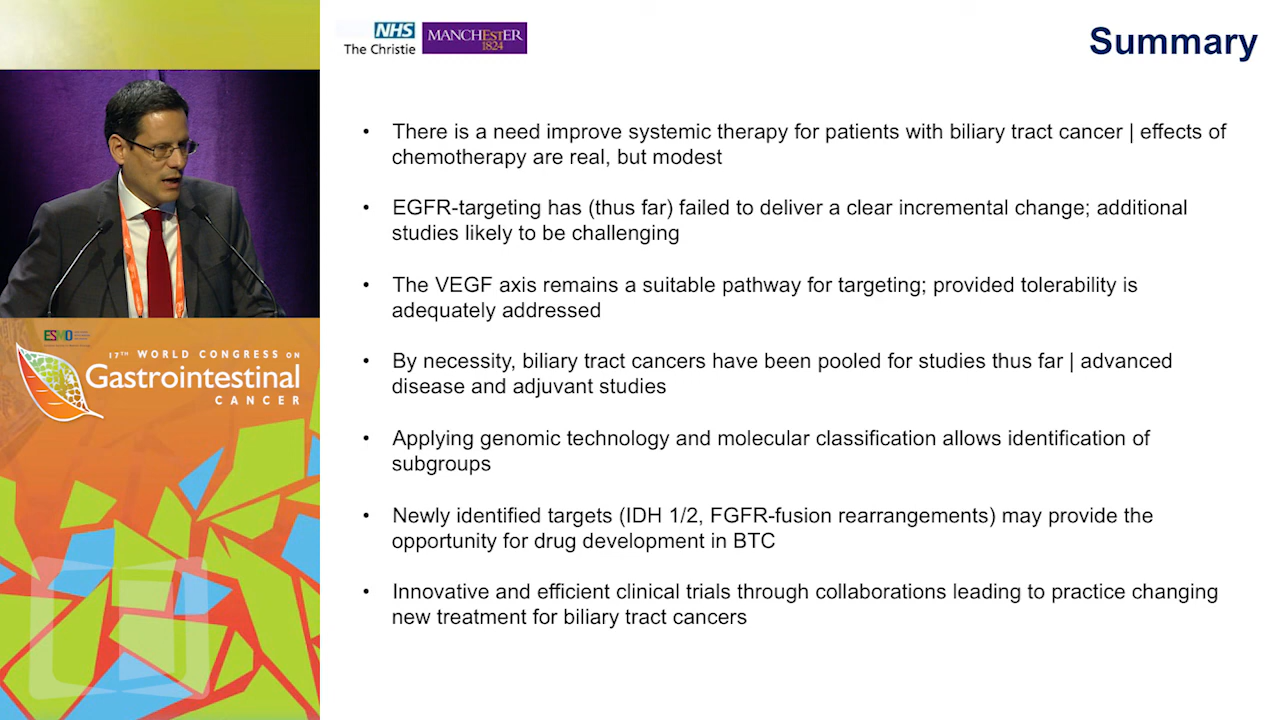 NHS
The Christie
MANCHESTER
1824
Summary
• There is a need improve systemic therapy for patients with biliary tract cancer | effects of
chemotherapy are real, but modest
• EGFR-targeting has (thus far) failed to deliver a clear incremental change; additional
studies likely to be challenging
• The VEGF axis remains a suitable pathway for targeting; provided tolerability is
adequately addressed
• By necessity, biliary tract cancers have been pooled for studies thus far | advanced
disease and adjuvant studies
• Applying genomic technology and molecular classification allows identification of
subgroups
• Newly identified targets (IDH 1/2, FGFR-fusion rearrangements) may provide the
opportunity for drug development in BTC
• Innovative and efficient clinical trials through collaborations leading to practice changing
new treatment for biliary tract cancers
ESMO
17TH WORLD CONGRESS ON
Gastrointestinal
CANCER